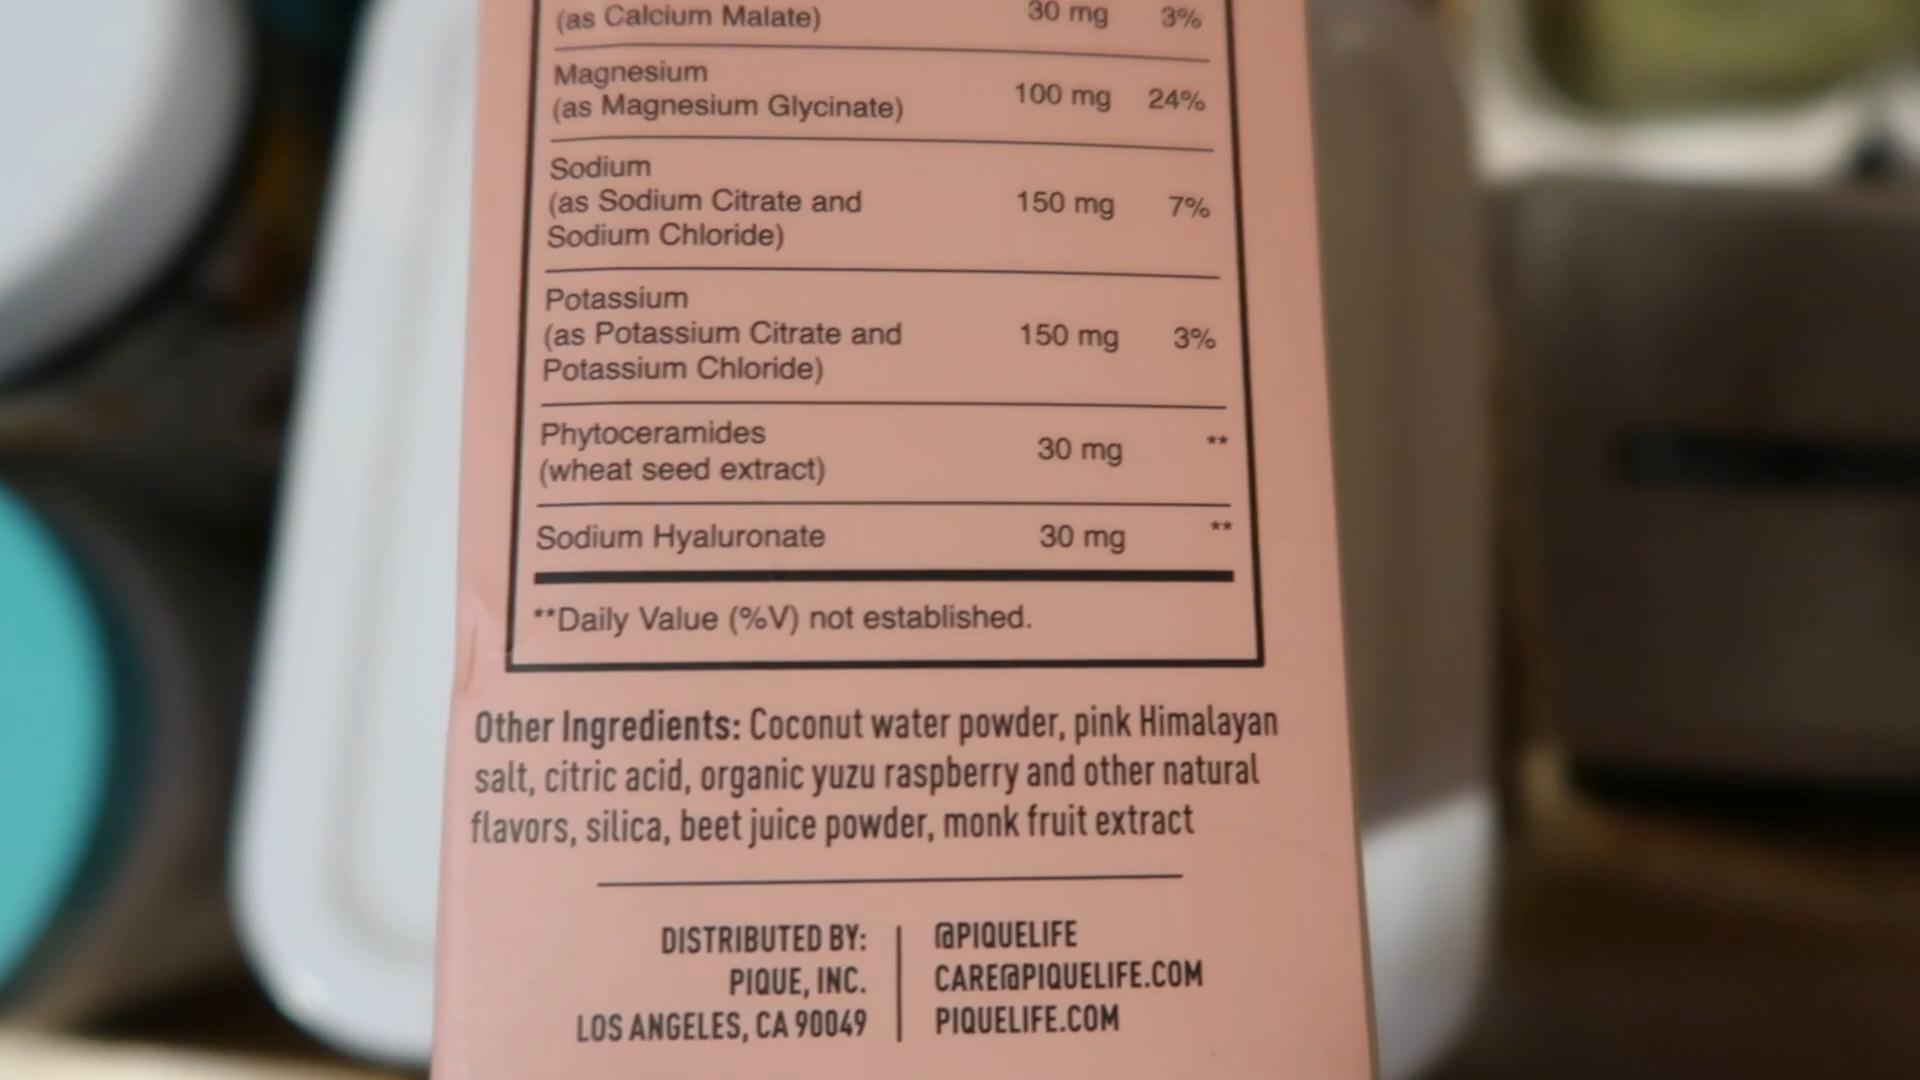 (as Calcium Malate) 30 mg 3%
Magnesium
(as Magnesium Glycinate) 100 mg 24%
Sodium
(as Sodium Citrate and 150 mg 7%
Sodium Chloride)
Potassium
(as Potassium Citrate and 150 mg 3%
Potassium Chloride)
Phytoceramides
(wheat seed extract) 30 mg **
Sodium Hyaluronate 30 mg **
**Daily Value (%V) not established.
Other Ingredients: Coconut water powder, pink Himalayan
salt, citric acid, organic yuzu raspberry and other natural
flavors, silica, beet juice powder, monk fruit extract
DISTRIBUTED BY:
PIQUE, INC.
LOS ANGELES, CA 90049
@PIQUELIFE
CARE@PIQUELIFE.COM
PIQUELIFE.COM